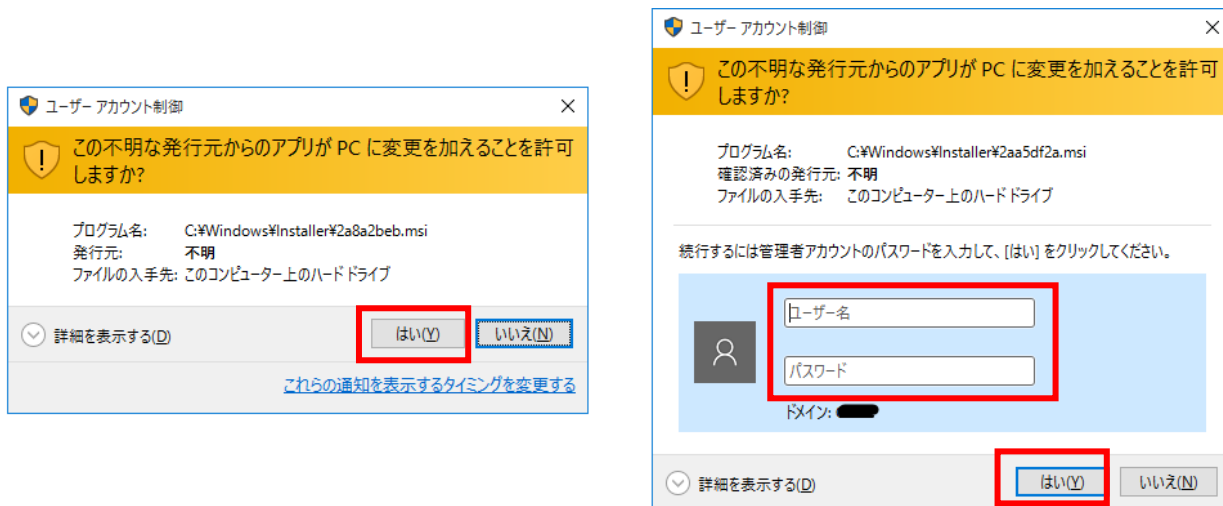 ユーザー アカウント制御
この不明な発行元からのアプリが PC に変更を加えることを許可
しますか?
プログラム名: C:¥Windows¥Installer¥2a8a2beb.msi
発行元: 不明
ファイルの入手先: このコンピューター上のハード ドライブ
詳細を表示する(D)
はい(Y) いいえ(N)
これらの通知を表示するタイミングを変更する
ユーザー アカウント制御
この不明な発行元からのアプリが PC に変更を加えることを許可
しますか?
プログラム名: C:¥Windows¥Installer¥2aa5df2a.msi
確認済みの発行元: 不明
ファイルの入手先: このコンピューター上のハード ドライブ
続行するには管理者アカウントのパスワードを入力して、[はい] をクリックしてください。
ユーザー名
パスワード
ドメイン:
詳細を表示する(D)
はい(Y) いいえ(N)